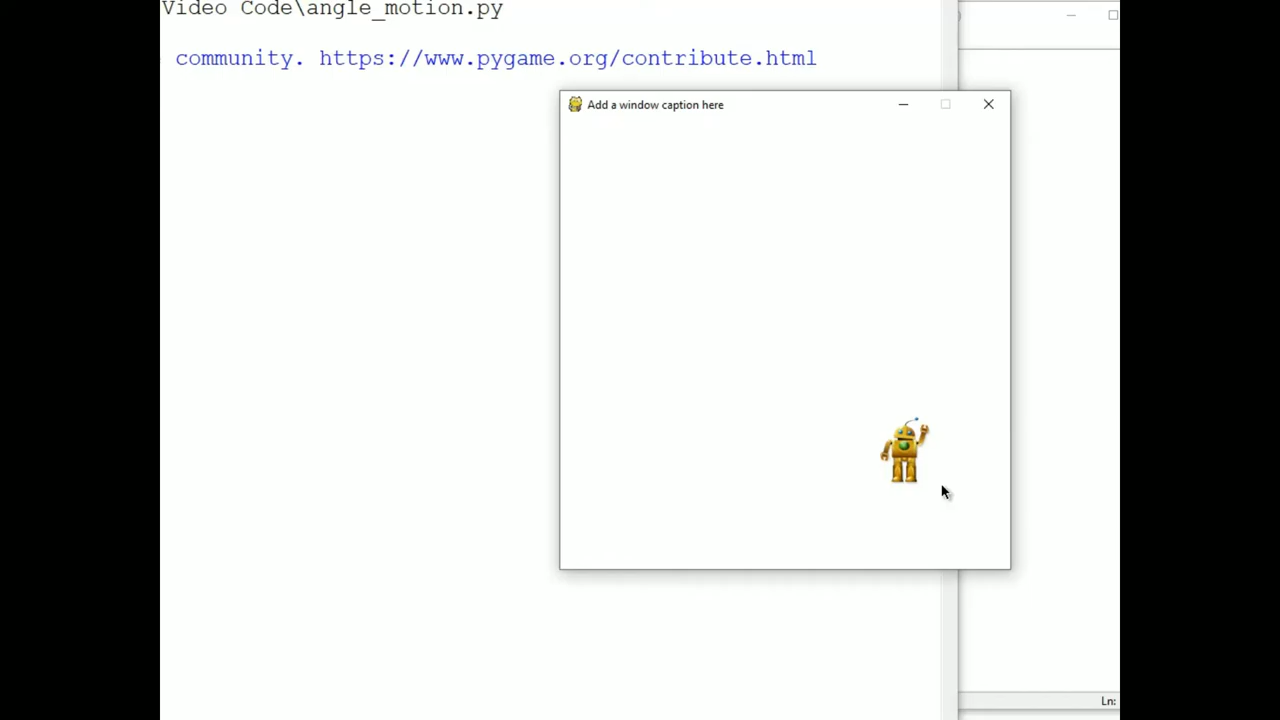 Video Code\angle_motion.py
community. https://www.pygame.org/contribute.html
Add a window caption here
Ln: